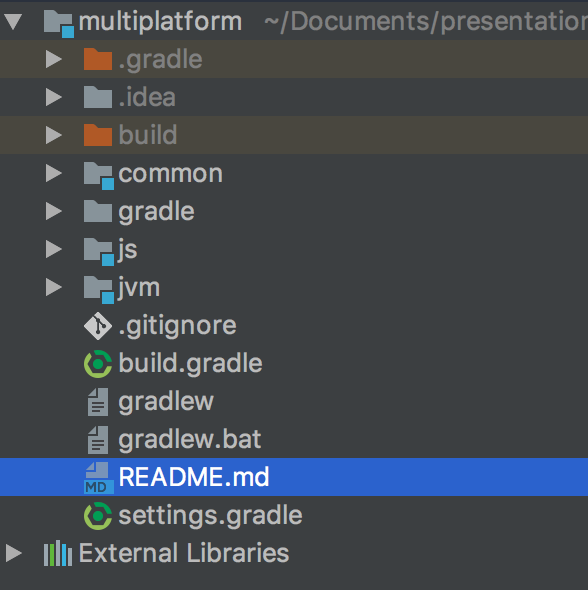 multiplatform ~/Documents/presentation
.gradle
.idea
build
common
gradle
js
jvm
.gitignore
build.gradle
gradlew
gradlew.bat
MD README.md
settings.gradle
External Libraries